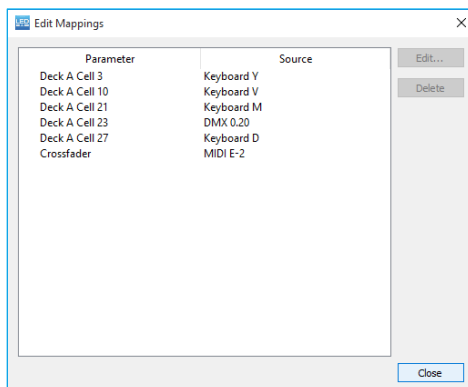 LED Edit Mappings
Parameter Source Edit...
Deck A Cell 3 Keyboard Y
Deck A Cell 10 Keyboard V Delete
Deck A Cell 21 Keyboard M
Deck A Cell 23 DMX 0.20
Deck A Cell 27 Keyboard D
Crossfader MIDI E-2
Close